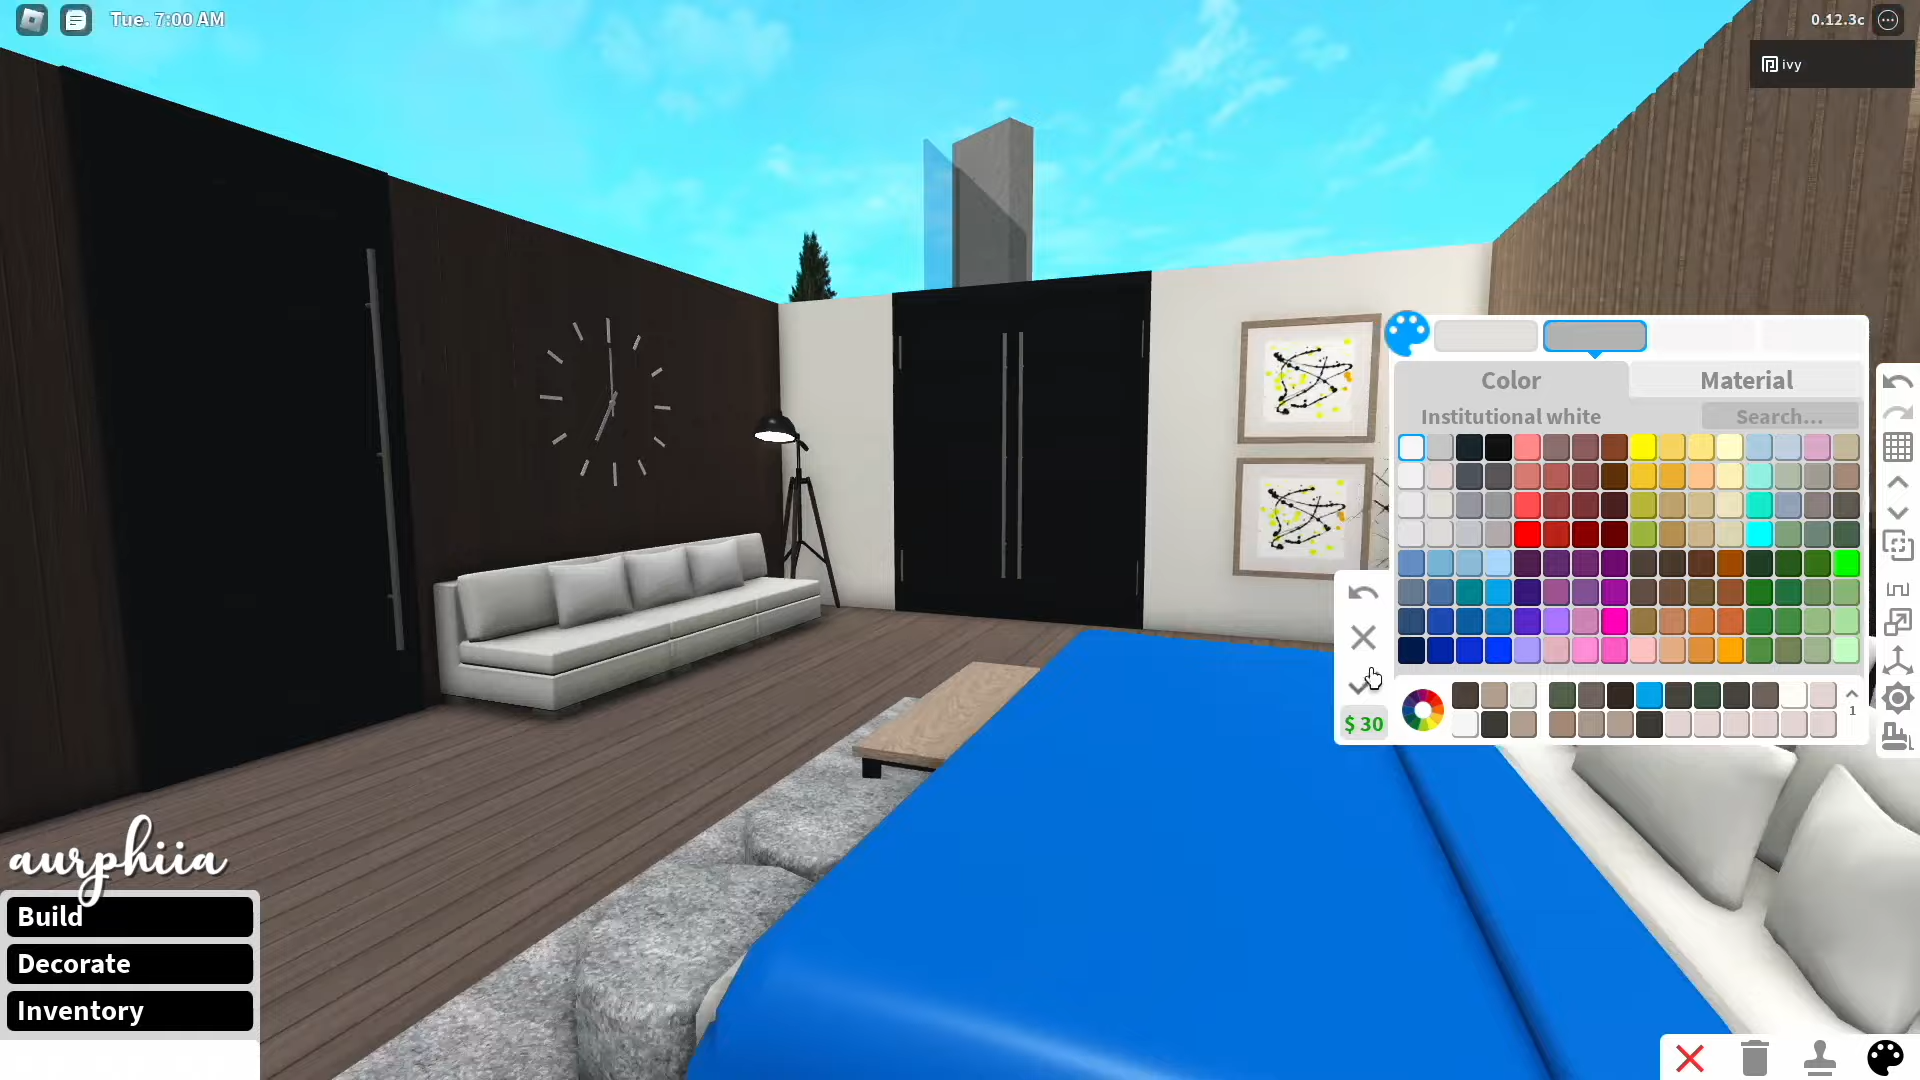 Tue. 7:00 AM
0.12.3c
ivy
Color
Material
Institutional white
Search...
$ 30
1
aurphiia
Build
Decorate
Inventory